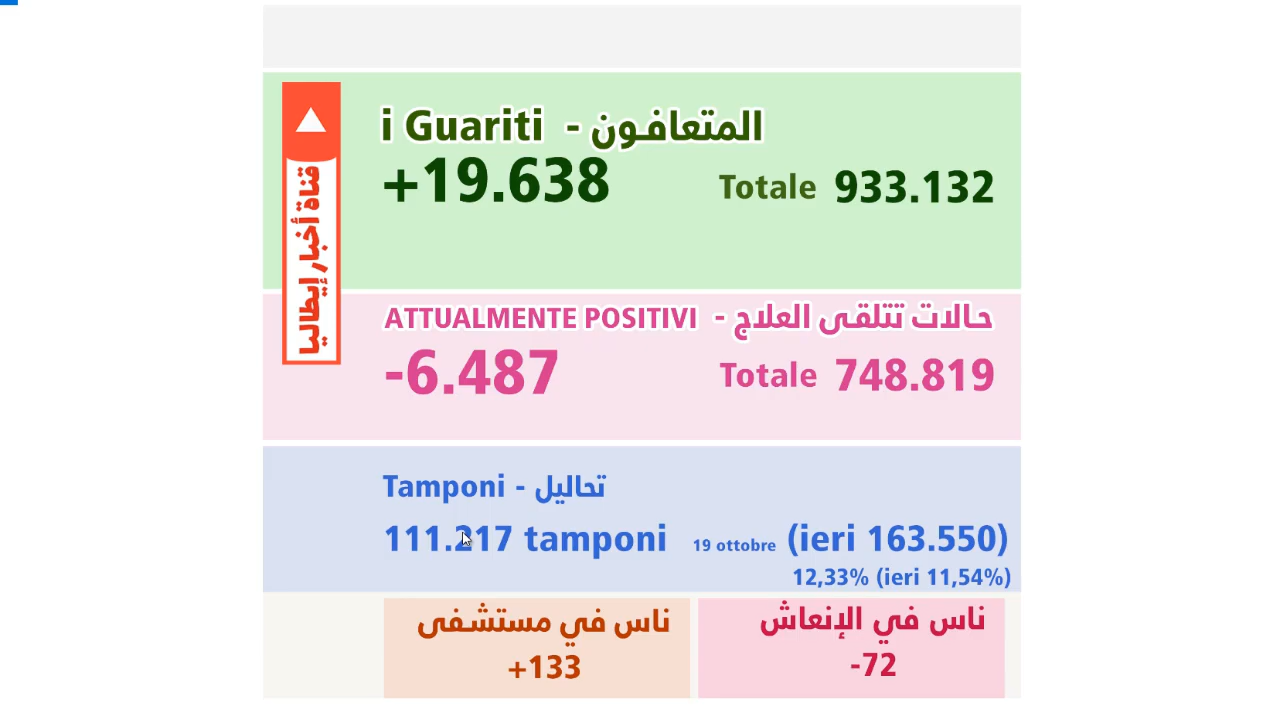 i Guariti - المتعافون
+19.638 Totale 933.132
قناة أخبار إيطاليا
ATTUALMENTE POSITIVI - حالات تتلقى العلاج
-6.487 Totale 748.819
Tamponi - تحاليل
111.217 tamponi 19 ottobre (ieri 163.550)
12,33% (ieri 11,54%)
ناس في مستشفى
+133
ناس في الإنعاش
-72